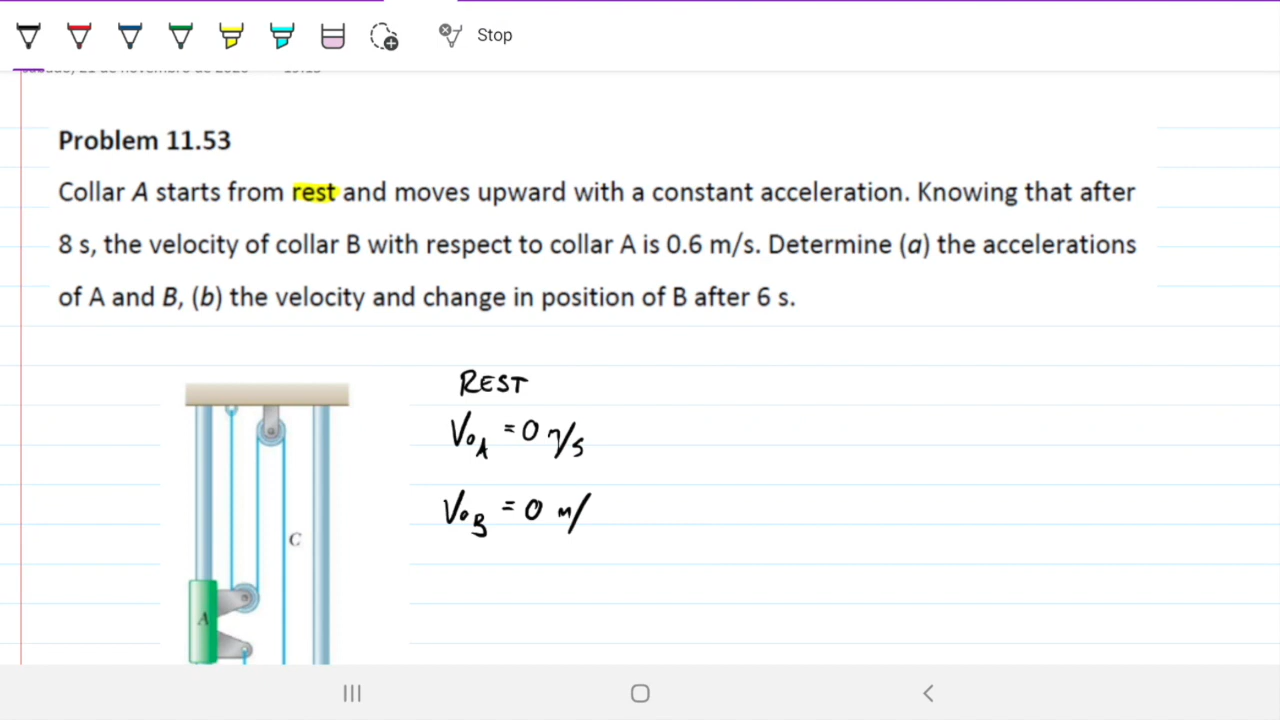 Stop
Problem 11.53
Collar A starts from rest and moves upward with a constant acceleration. Knowing that after
8 s, the velocity of collar B with respect to collar A is 0.6 m/s. Determine (a) the accelerations
of A and B, (b) the velocity and change in position of B after 6 s.
REST
V₀A = 0 m/s
V₀B = 0 m/
C
A